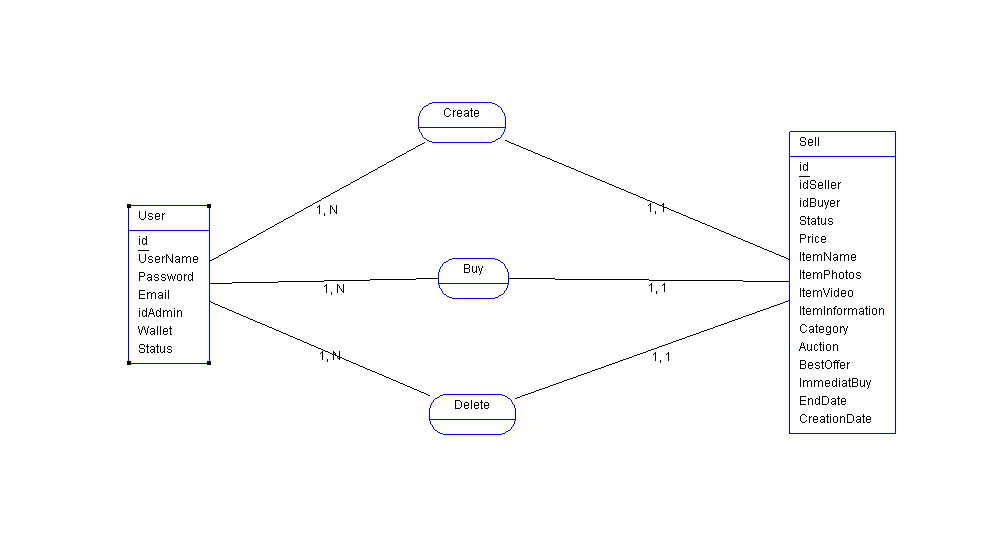 Create
1, N
1, 1
User
id
UserName
Password
Email
idAdmin
Wallet
Status
Buy
1, N
1, 1
Delete
1, N
1, 1
Sell
id
idSeller
idBuyer
Status
Price
ItemName
ItemPhotos
ItemVideo
ItemInformation
Category
Auction
BestOffer
ImmediatBuy
EndDate
CreationDate